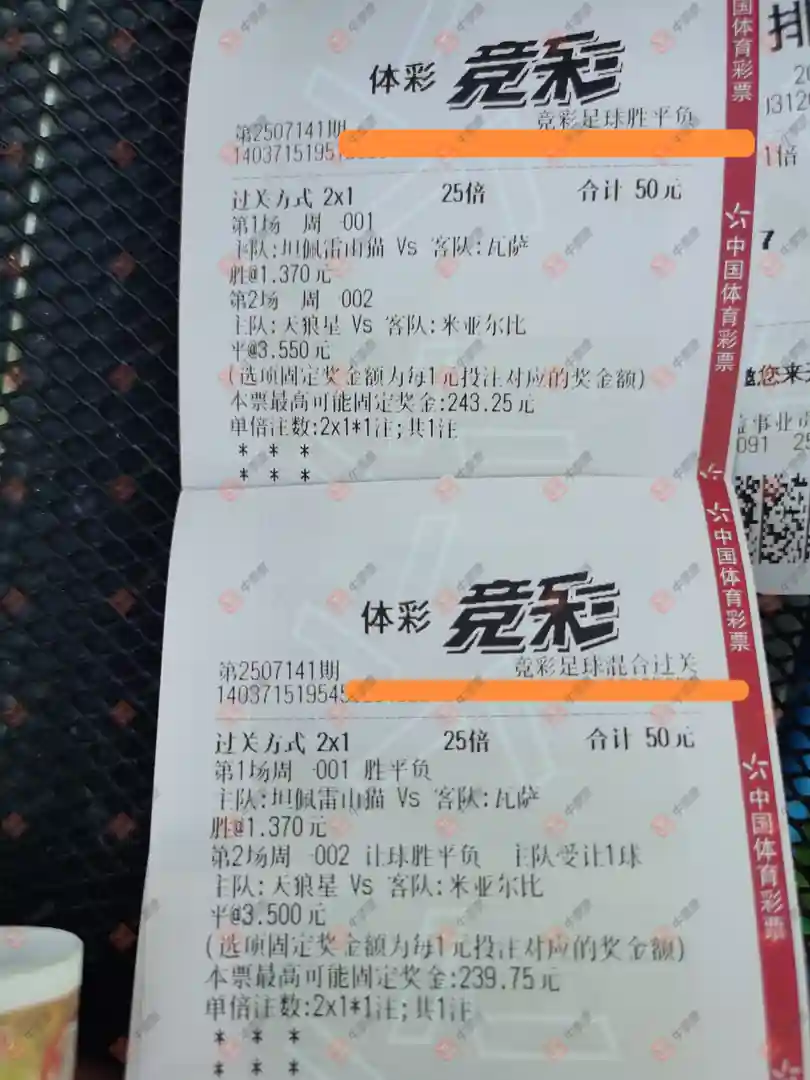 体彩 竞彩
第2507141期 竞彩足球胜平负
1403715195
过关方式 2x1 25倍 合计 50元
第1场 周 001
主队:坦佩雷山猫 Vs 客队:瓦萨
胜@1.370元
第2场 周 002
主队:天狼星 Vs 客队:米亚尔比
平@3.550元
(选项固定奖金额为每1元投注对应的奖金额)
本票最高可能固定奖金:243.25元
单倍注数:2x1*1注;共1注
* * *
* * *
体彩 竞彩
第2507141期 竞彩足球混合过关
140371519545
过关方式 2x1 25倍 合计 50元
第1场周 001 胜平负
主队:坦佩雷山猫 Vs 客队:瓦萨
胜@1.370元
第2场周 002 让球胜平负 主队受让1球
主队:天狼星 Vs 客队:米亚尔比
平@3.500元
(选项固定奖金额为每1元投注对应的奖金额)
本票最高可能固定奖金:239.75元
单倍注数:2x1*1注;共1注
* * *
* * *
国体育彩票
中国体育彩票
中国体育彩票
中国体育彩票
排
20
0312
1倍
7
您来
事业
091 25